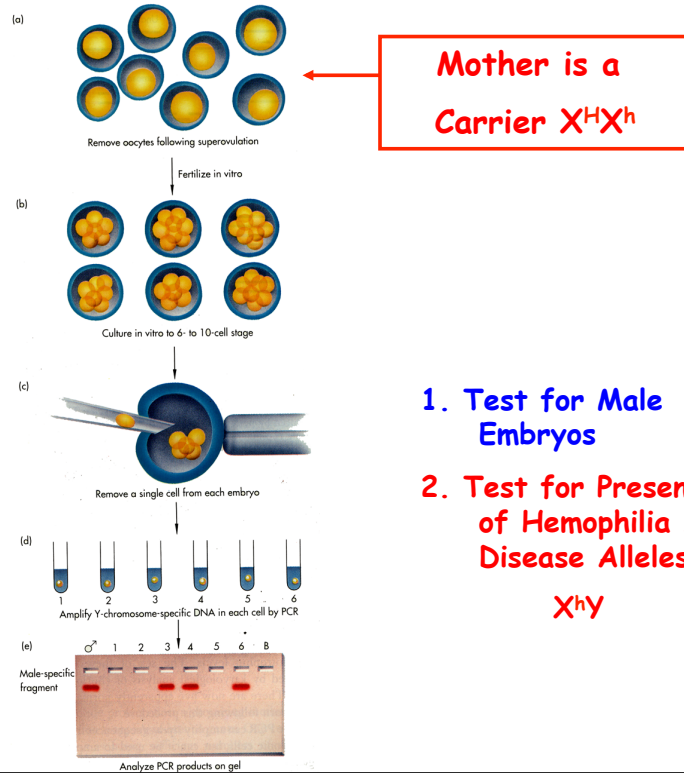 (a)
Mother is a
Carrier XᴴXʰ
Remove oocytes following superovulation
Fertilize in vitro
(b)
Culture in vitro to 6- to 10-cell stage
(c)
1. Test for Male
Embryos
Remove a single cell from each embryo
2. Test for Presen
of Hemophilia
Disease Alleles
XʰY
(d)
1 2 3 4 5 6
Amplify Y-chromosome-specific DNA in each cell by PCR
(e)
♂ 1 2 3 4 5 6 B
Male-specific
fragment
Analyze PCR products on gel